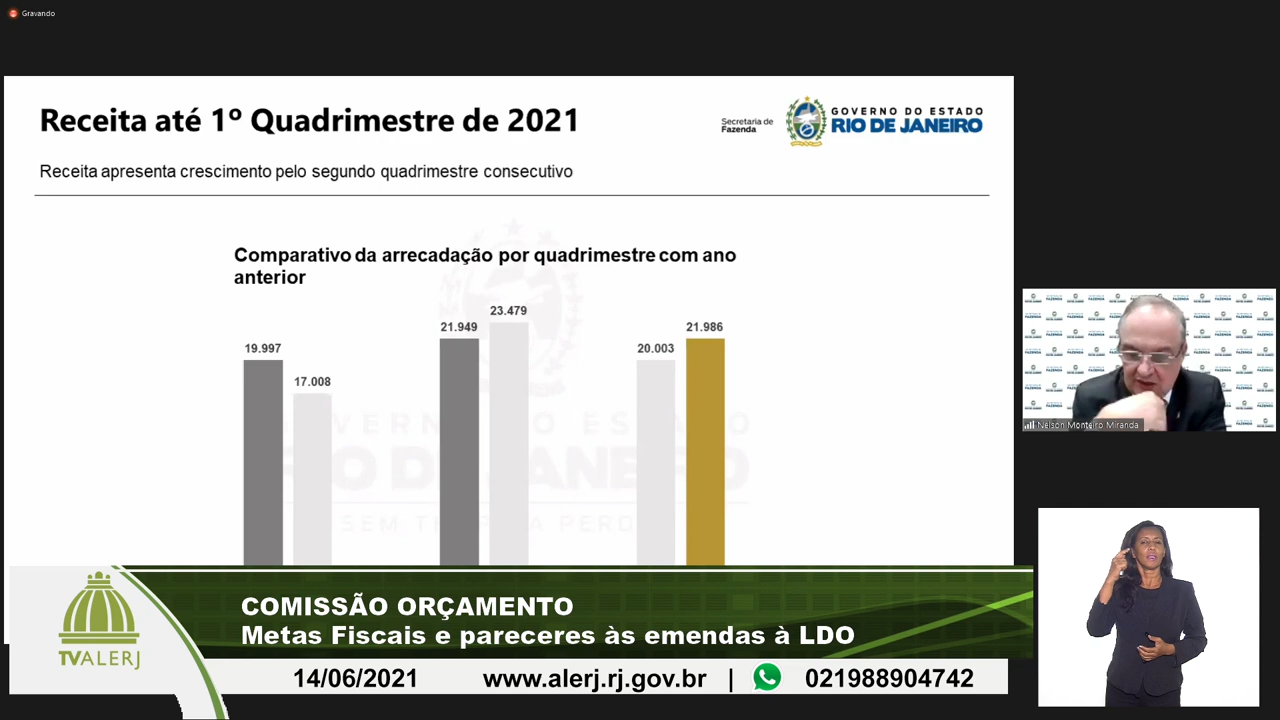 Gravando
Receita até 1º Quadrimestre de 2021
Secretaria de
Fazenda
GOVERNO DO ESTADO
RIO DE JANEIRO
Receita apresenta crescimento pelo segundo quadrimestre consecutivo
Comparativo da arrecadação por quadrimestre com ano
anterior
19.997
17.008
21.949
23.479
20.003
21.986
Nelson Monteiro Miranda
TVALERJ
COMISSÃO ORÇAMENTO
Metas Fiscais e pareceres às emendas à LDO
14/06/2021 www.alerj.rj.gov.br | 021988904742